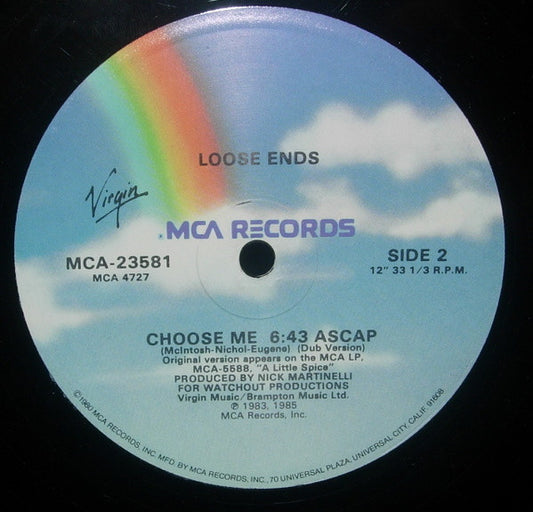 LOOSE ENDS
Virgin
MCA RECORDS
MCA-23581
MCA 4727
SIDE 2
12" 33 1/3 R.P.M.
CHOOSE ME 6:43 ASCAP
(McIntosh-Nichol-Eugene) (Dub Version)
Original version appears on the MCA LP,
MCA-5588, "A Little Spice"
PRODUCED BY NICK MARTINELLI
FOR WATCHOUT PRODUCTIONS
Virgin Music/Brampton Music Ltd.
℗ 1983, 1985
MCA Records, Inc.
©1980 MCA RECORDS, INC. MFD. BY MCA RECORDS, INC., 70 UNIVERSAL PLAZA, UNIVERSAL CITY, CALIF. 91608